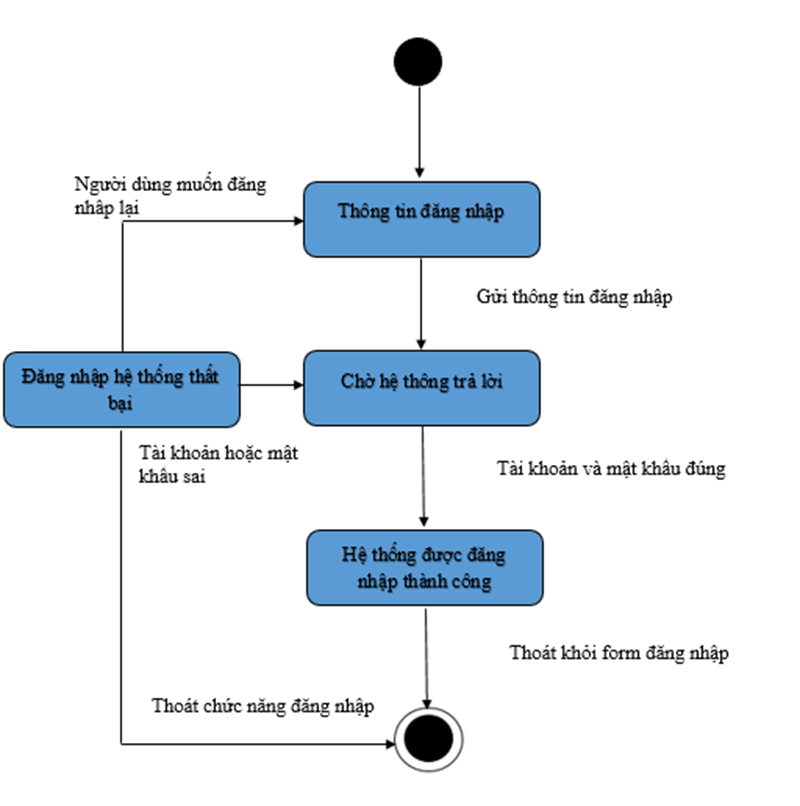 Người dùng muốn đăng
nhâp lại
Thông tin đăng nhập
Gửi thông tin đăng nhập
Đăng nhập hệ thống thất
bại
Chờ hệ thông trả lời
Tài khoản hoặc mật
khẩu sai
Tài khoản và mật khẩu đúng
Hệ thống được đăng
nhập thành công
Thoát khỏi form đăng nhập
Thoát chức năng đăng nhập